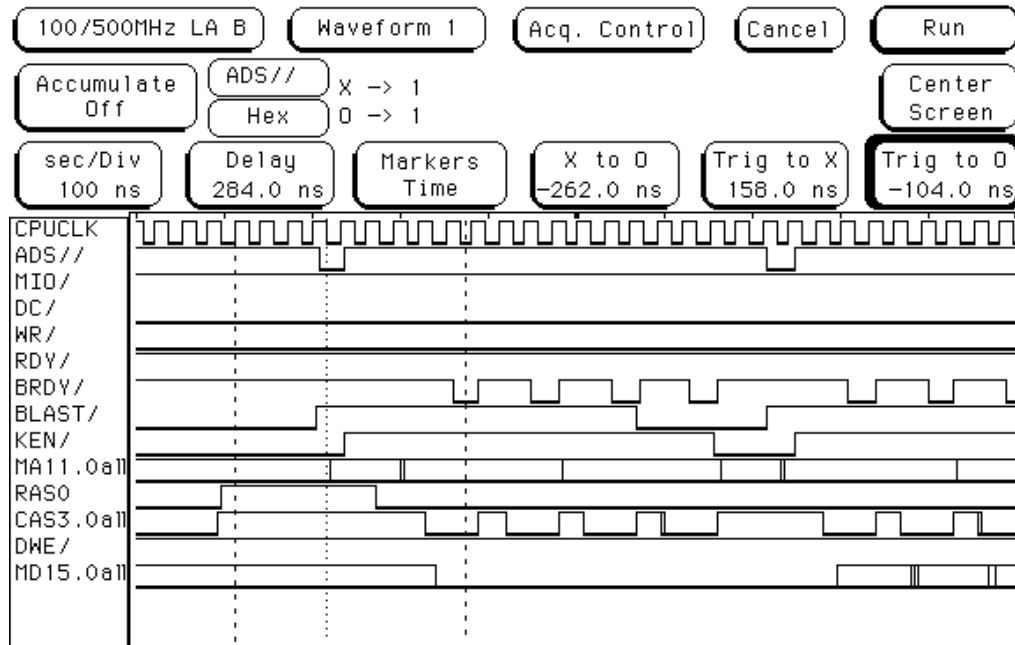 100/500MHz LA B Waveform 1 Acq. Control Cancel Run
Accumulate Off ADS// X -> 1 Center Screen
Hex O -> 1
sec/Div Delay Markers X to O Trig to X Trig to O
100 ns 284.0 ns Time -262.0 ns 158.0 ns -104.0 ns
CPUCLK
ADS//
MIO/
DC/
WR/
RDY/
BRDY/
BLAST/
KEN/
MA11.0all
RAS0
CAS3.0all
DWE/
MD15.0all